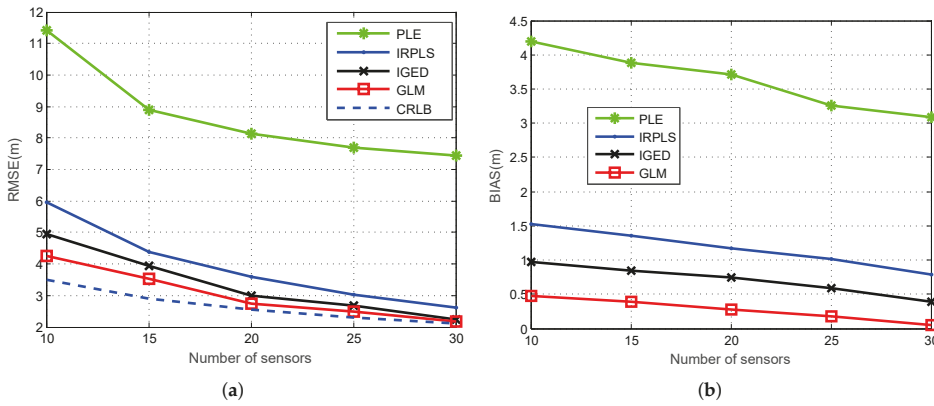 12
11
10
9
8
7
6
5
4
3
2
RMSE(m)
10
15
20
25
30
Number of sensors
PLE
IRPLS
IGED
GLM
CRLB
(a)
4.5
4
3.5
3
2.5
2
1.5
1
0.5
0
BIAS(m)
10
15
20
25
30
Number of sensors
PLE
IRPLS
IGED
GLM
(b)